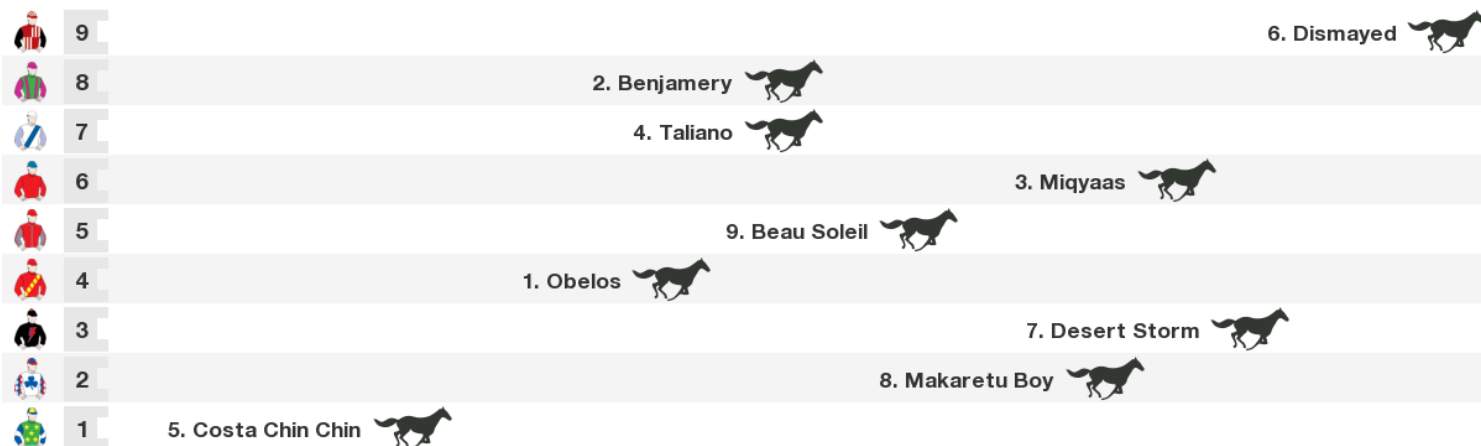 9 6. Dismayed
8 2. Benjamery
7 4. Taliano
6 3. Miqyaas
5 9. Beau Soleil
4 1. Obelos
3 7. Desert Storm
2 8. Makaretu Boy
1 5. Costa Chin Chin